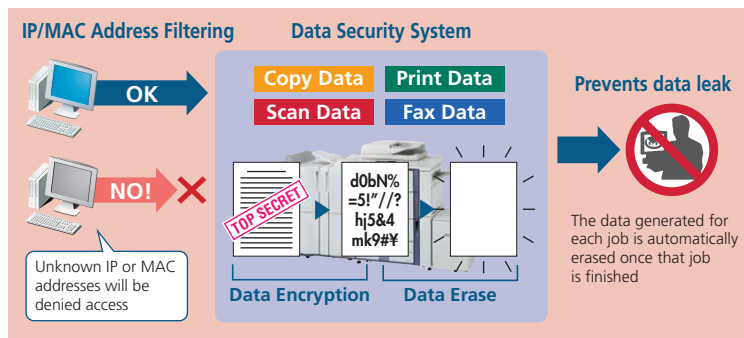 IP/MAC Address Filtering
OK
NO!
Unknown IP or MAC
addresses will be
denied access
Data Security System
Copy Data
Print Data
Scan Data
Fax Data
TOP SECRET
d0bN%
=5!"//?
hj5&4
mk9#¥
Data Encryption
Data Erase
Prevents data leak
The data generated for
each job is automatically
erased once that job
is finished